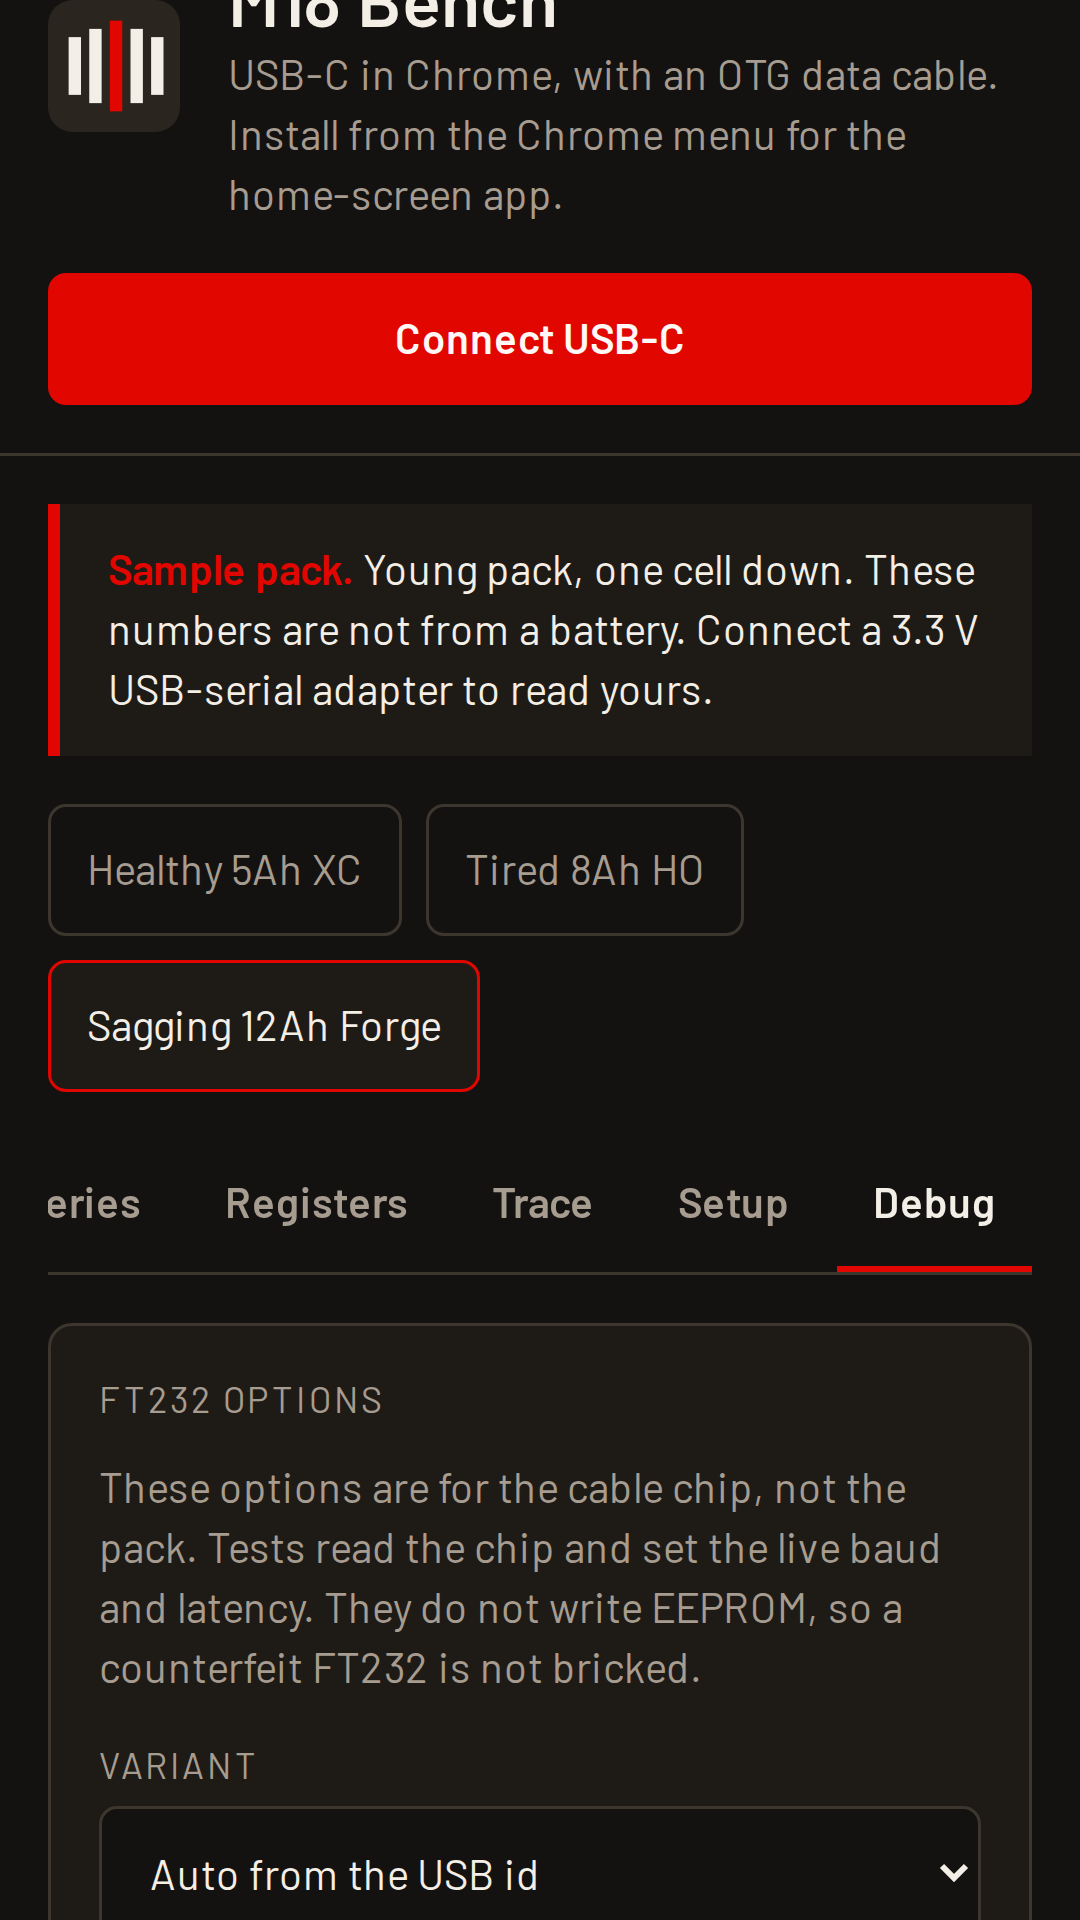 M18 Bench
USB-C in Chrome, with an OTG data cable.
Install from the Chrome menu for the
home-screen app.
Connect USB-C
Sample pack. Young pack, one cell down. These
numbers are not from a battery. Connect a 3.3 V
USB-serial adapter to read yours.
Healthy 5Ah XC
Tired 8Ah HO
Sagging 12Ah Forge
eries
Registers
Trace
Setup
Debug
FT232 OPTIONS
These options are for the cable chip, not the
pack. Tests read the chip and set the live baud
and latency. They do not write EEPROM, so a
counterfeit FT232 is not bricked.
VARIANT
Auto from the USB id